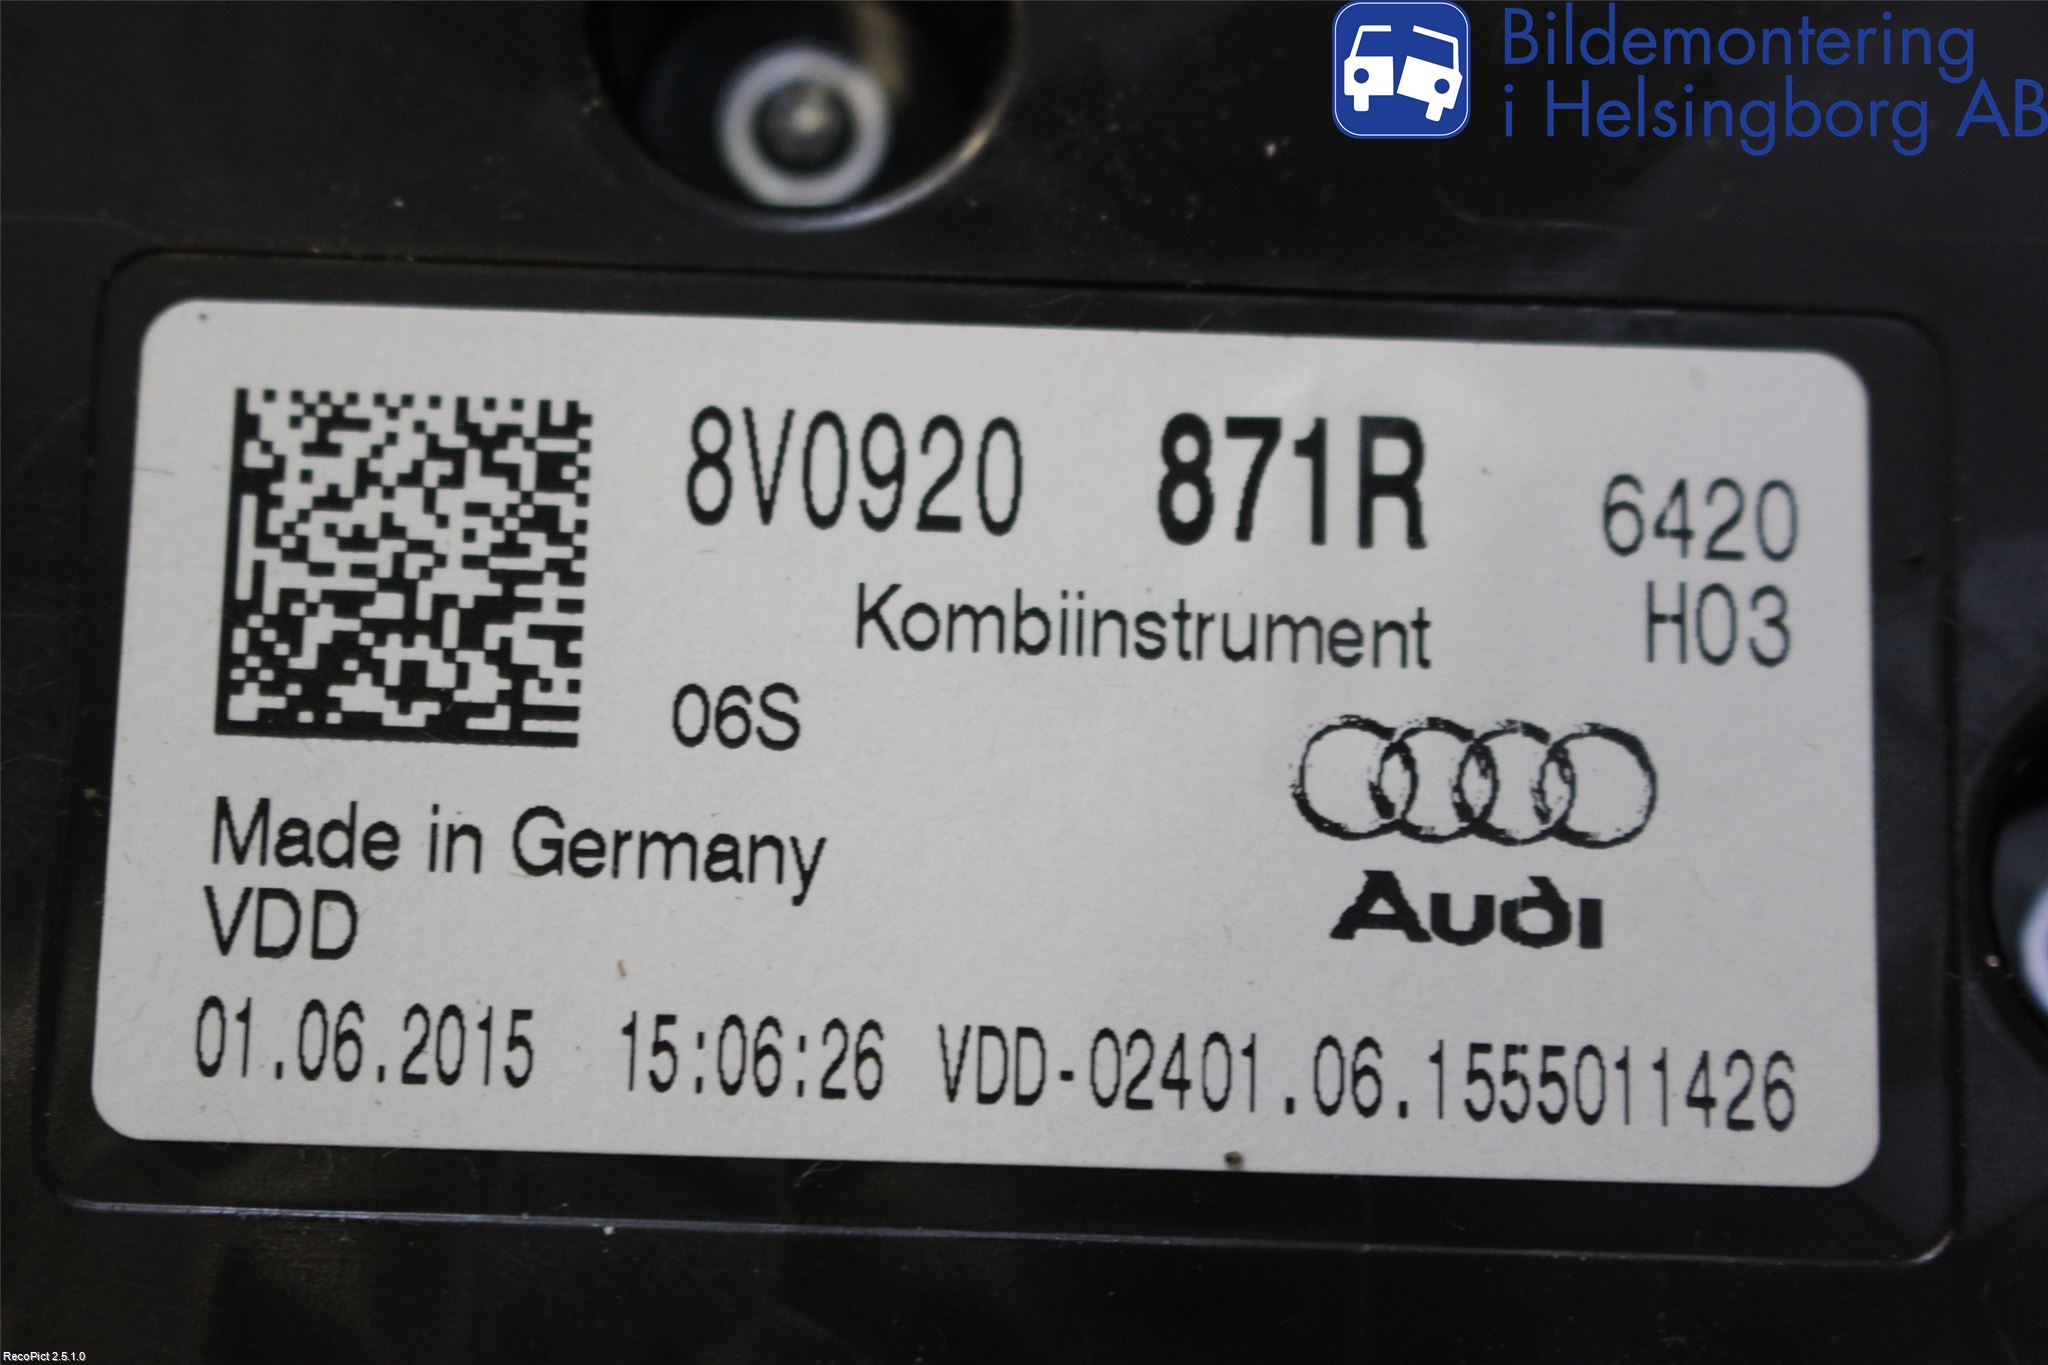 Bildemontering
i Helsingborg AB
8V0920 871R 6420
Kombiinstrument H03
06S
Made in Germany
VDD
Audi
01.06.2015 15:06:26 VDD-02401.06.1555011426
RecoPict 2.5.1.0